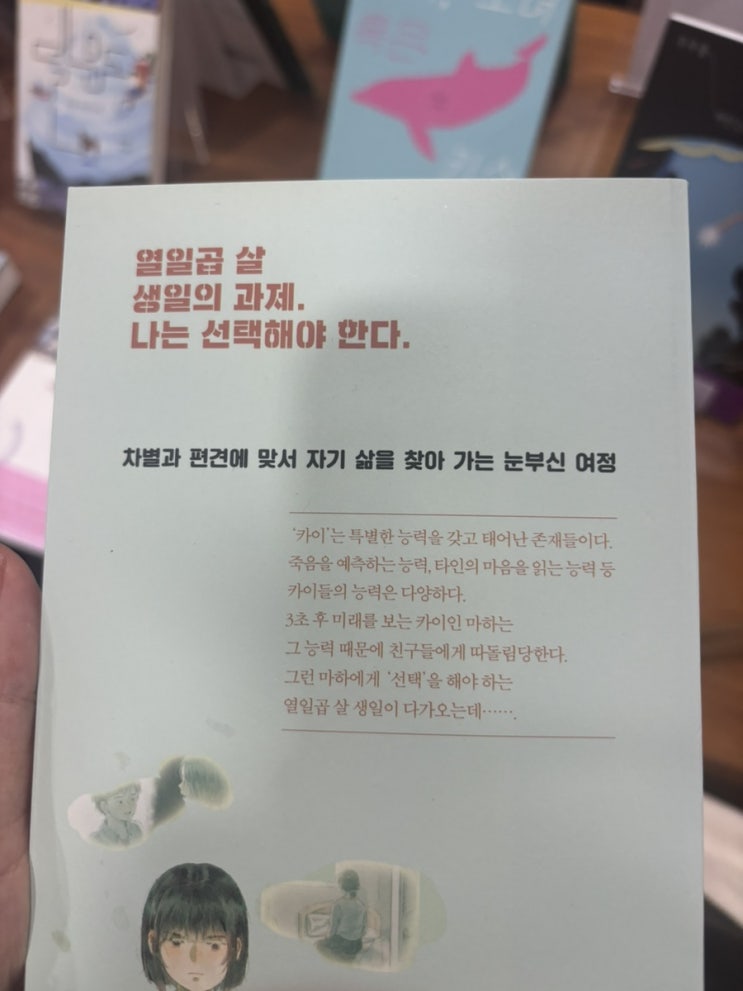 열일곱 살
생일의 과제.
나는 선택해야 한다.
차별과 편견에 맞서 자기 삶을 찾아 가는 눈부신 여정
‘카이’는 특별한 능력을 갖고 태어난 존재들이다.
죽음을 예측하는 능력, 타인의 마음을 읽는 능력 등
카이들의 능력은 다양하다.
3초 후 미래를 보는 카이인 마하는
그 능력 때문에 친구들에게 따돌림당한다.
그런 마하에게 ‘선택’을 해야 하는
열일곱 살 생일이 다가오는데…….